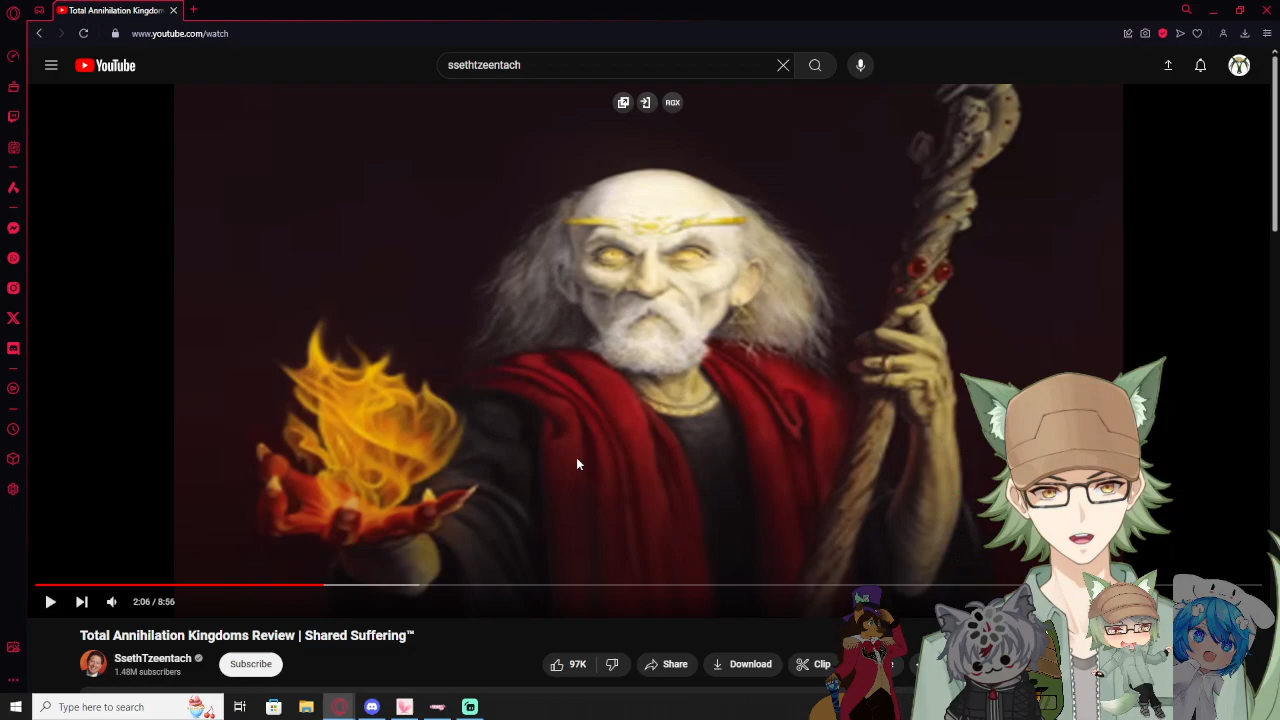 Total Annihilation Kingdom
www.youtube.com/watch
YouTube
ssethtzeentach
RGX
2:06 / 8:56
Total Annihilation Kingdoms Review | Shared Suffering™
SsethTzeentach
1.48M subscribers
Subscribe
97K
Share
Download
Clip
Type here to search